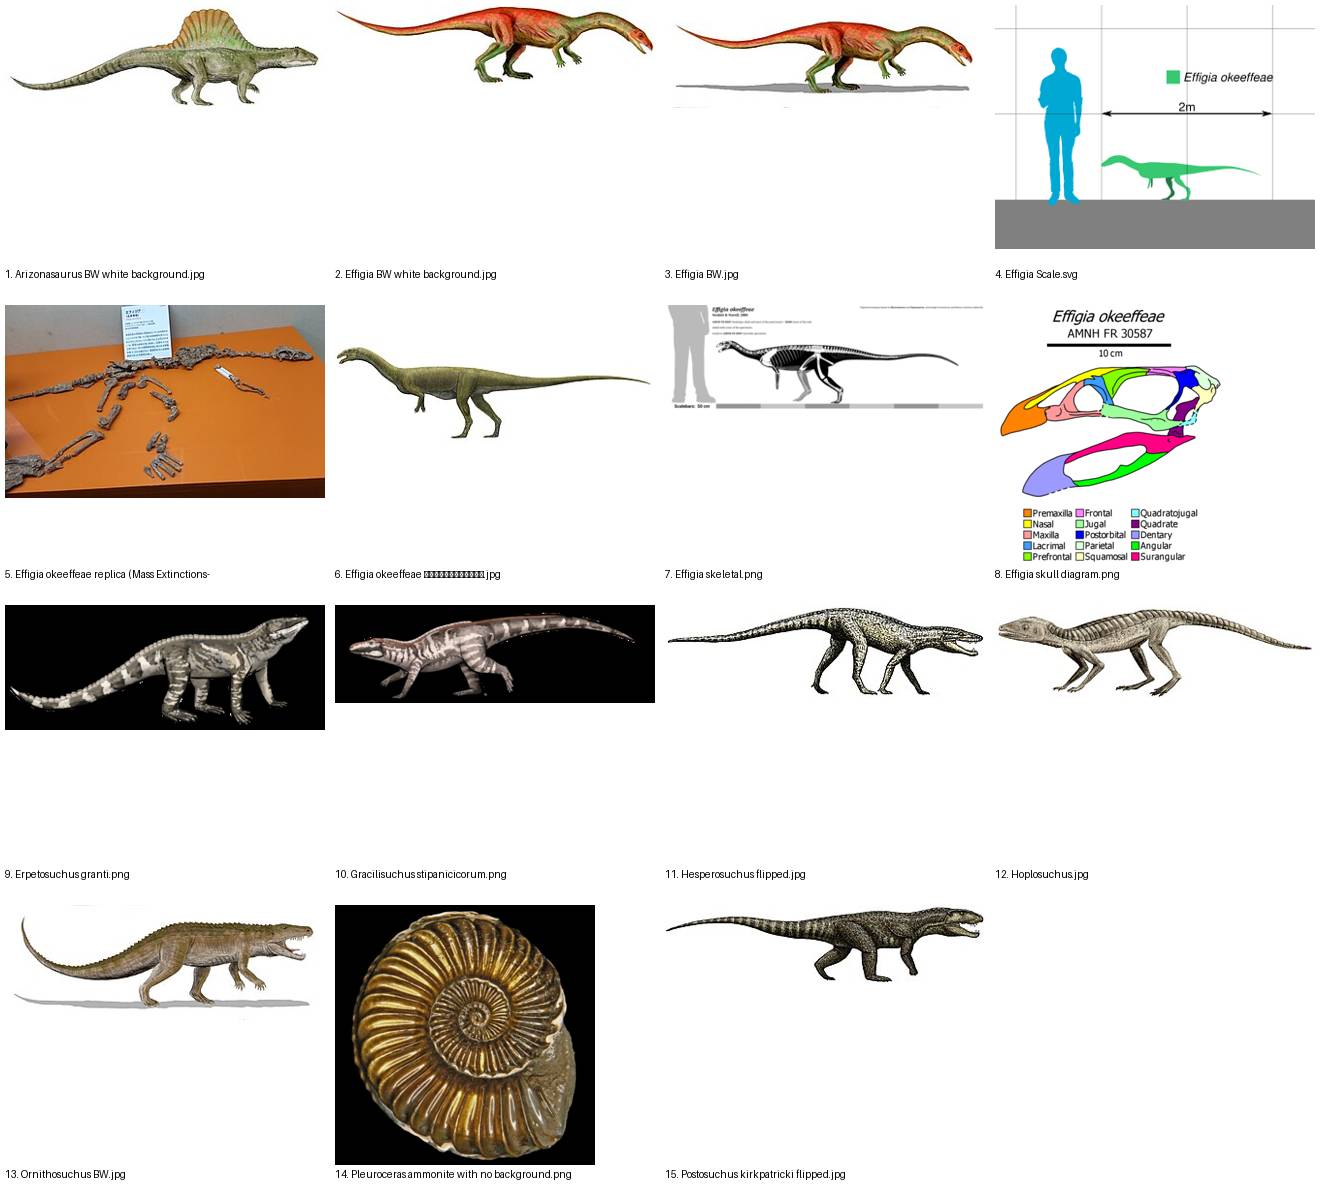 Effigia okeeffeae
2m
1. Arizonasaurus BW white background.jpg
2. Effigia BW white background.jpg
3. Effigia BW.jpg
4. Effigia Scale.svg
Effigia okeeffeae
Scalebars: 50 cm
Effigia okeeffeae
AMNH FR 30587
10 cm
Premaxilla Frontal Quadratojugal
Nasal Jugal Quadrate
Maxilla Postorbital Dentary
Lacrimal Parietal Angular
Prefrontal Squamosal Surangular
5. Effigia okeeffeae replica (Mass Extinctions-
6. Effigia okeeffeae .jpg
7. Effigia skeletal.png
8. Effigia skull diagram.png
9. Erpetosuchus granti.png
10. Gracilisuchus stipanicicorum.png
11. Hesperosuchus flipped.jpg
12. Hoplosuchus.jpg
13. Ornithosuchus BW.jpg
14. Pleuroceras ammonite with no background.png
15. Postosuchus kirkpatricki flipped.jpg